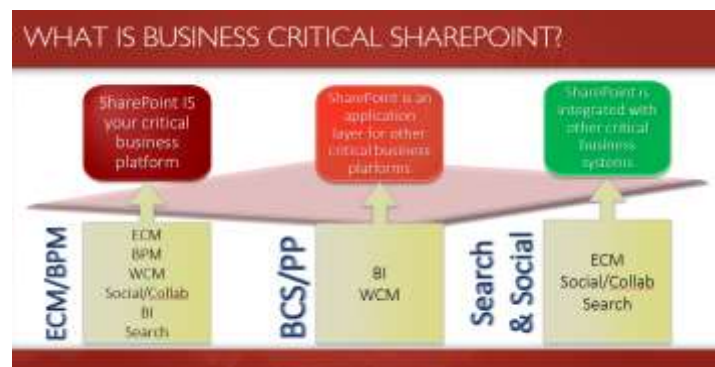 WHAT IS BUSINESS CRITICAL SHAREPOINT?
SharePoint IS
your critical
business
platform
SharePoint is an
application
layer for other
critical business
platforms
SharePoint is
integrated with
other critical
business
systems
ECM/BPM
ECM
BPM
WCM
Social/Collab
BI
Search
BCS/PP
BI
WCM
Search
& Social
ECM
Social/Collab
Search